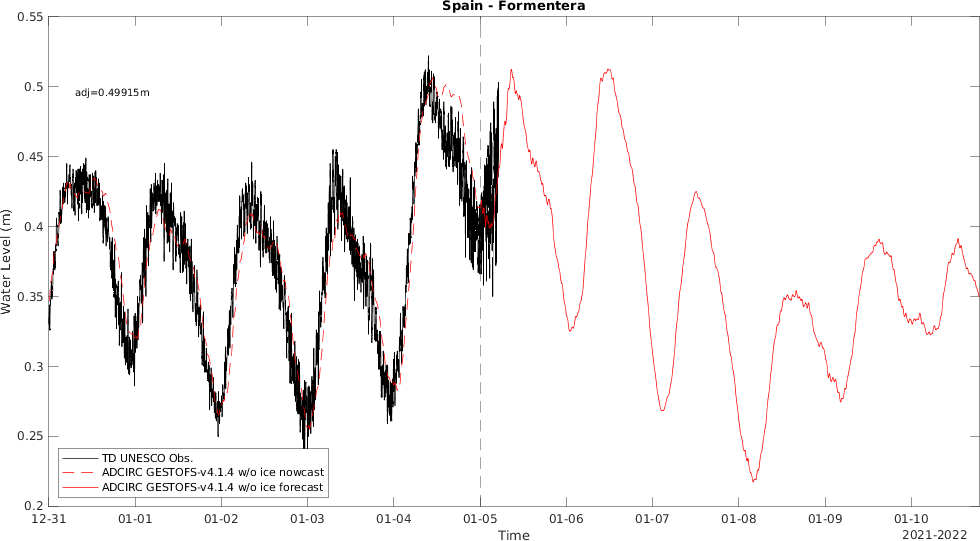 Spain - Formentera
0.55
0.5
0.45
0.4
0.35
0.3
0.25
0.2
Water Level (m)
adj=0.49915m
TD UNESCO Obs.
ADCIRC GESTOFS-v4.1.4 w/o ice nowcast
ADCIRC GESTOFS-v4.1.4 w/o ice forecast
12-31 01-01 01-02 01-03 01-04 01-05 01-06 01-07 01-08 01-09 01-10
Time
2021-2022